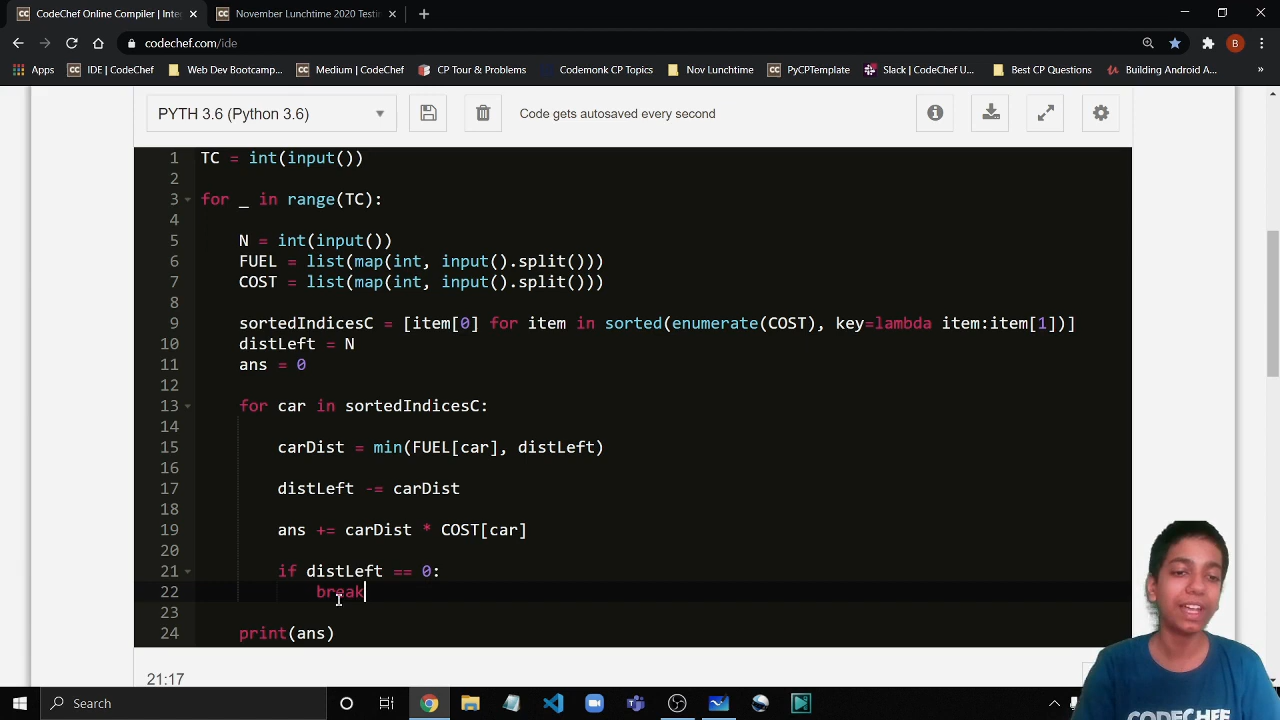 CodeChef Online Compiler | Inte
November Lunchtime 2020 Testi
codechef.com/ide
B
Apps
IDE | CodeChef
Web Dev Bootcamp...
Medium | CodeChef
CP Tour & Problems
Codemonk CP Topics
Nov Lunchtime
PyCPTemplate
Slack | CodeChef U...
Best CP Questions
Building Android A...
PYTH 3.6 (Python 3.6)
Code gets autosaved every second
1 TC = int(input())
2
3 for _ in range(TC):
4
5 N = int(input())
6 FUEL = list(map(int, input().split()))
7 COST = list(map(int, input().split()))
8
9 sortedIndicesC = [item[0] for item in sorted(enumerate(COST), key=lambda item:item[1])]
10 distLeft = N
11 ans = 0
12
13 for car in sortedIndicesC:
14
15 carDist = min(FUEL[car], distLeft)
16
17 distLeft -= carDist
18
19 ans += carDist * COST[car]
20
21 if distLeft == 0:
22 break
23
24 print(ans)
21:17
Search
CODECHEF